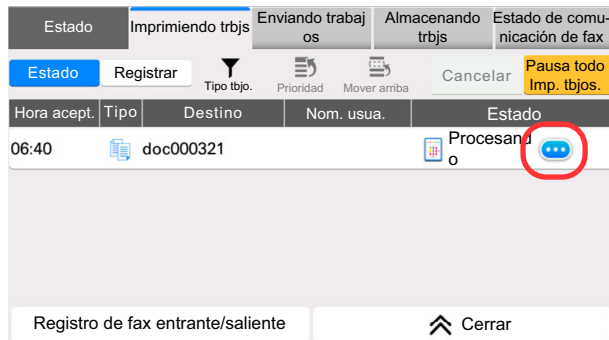 Estado
Imprimiendo trbjs
Enviando trabaj
os
Almacenando
trbjs
Estado de comu-
nicación de fax
Estado
Registrar
Tipo tbjo.
Prioridad
Mover arriba
Cancelar
Pausa todo
Imp. tbjos.
Hora acept.
Tipo
Destino
Nom. usua.
Estado
06:40
doc000321
Procesand
o
Registro de fax entrante/saliente
Cerrar